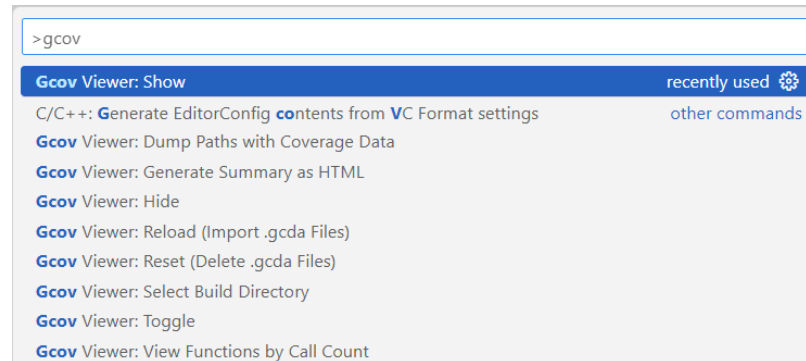 >gcov
Gcov Viewer: Show recently used
C/C++: Generate EditorConfig contents from VC Format settings other commands
Gcov Viewer: Dump Paths with Coverage Data
Gcov Viewer: Generate Summary as HTML
Gcov Viewer: Hide
Gcov Viewer: Reload (Import .gcda Files)
Gcov Viewer: Reset (Delete .gcda Files)
Gcov Viewer: Select Build Directory
Gcov Viewer: Toggle
Gcov Viewer: View Functions by Call Count